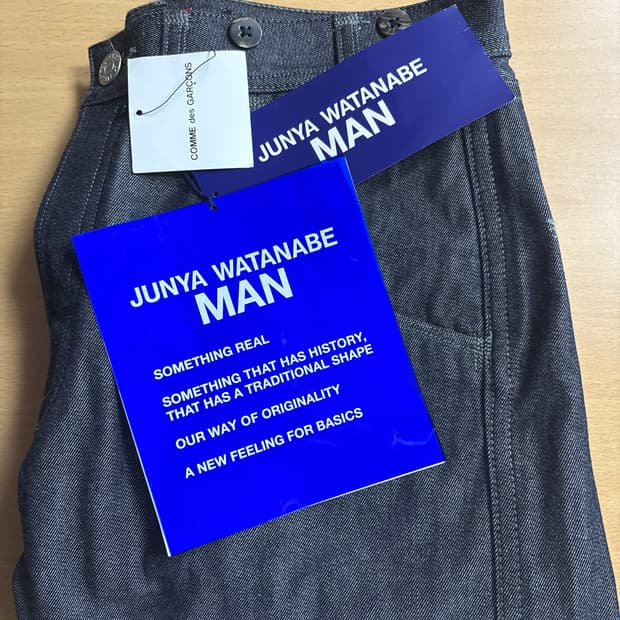 COMME des GARÇONS
JUNYA WATANABE
MAN
JUNYA WATANABE
MAN
SOMETHING REAL
SOMETHING THAT HAS HISTORY,
THAT HAS A TRADITIONAL SHAPE
OUR WAY OF ORIGINALITY
A NEW FEELING FOR BASICS